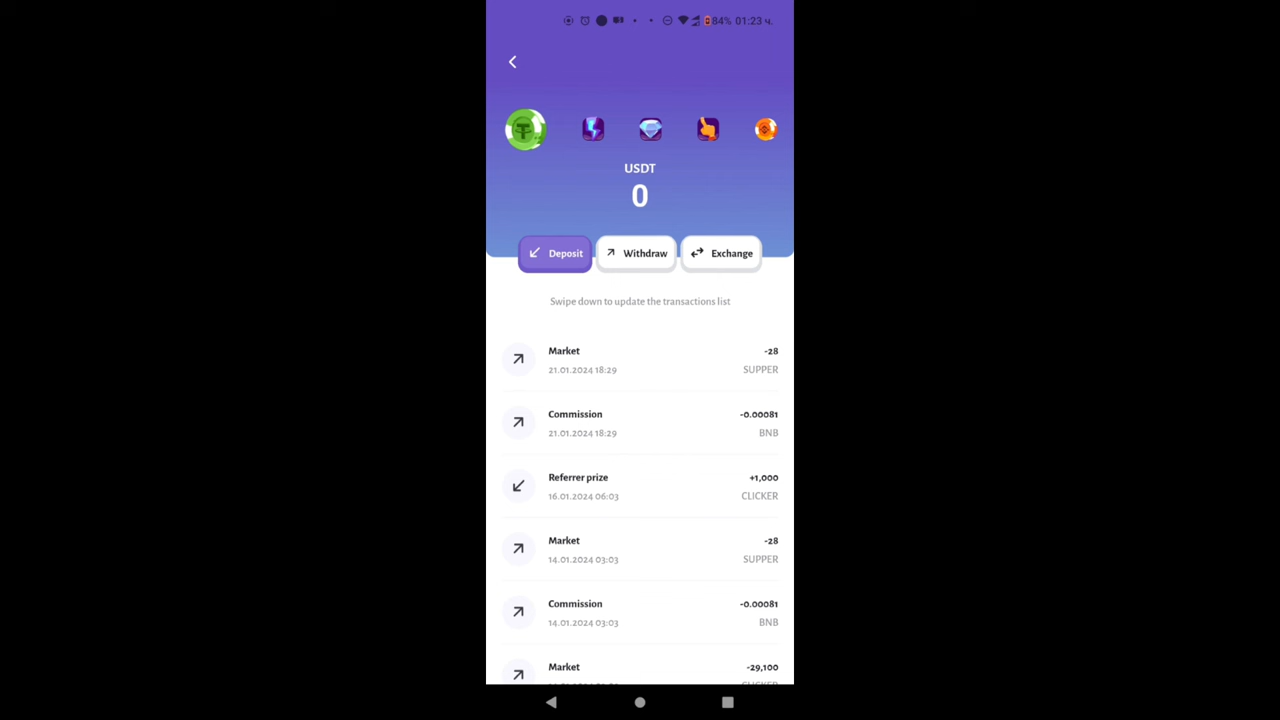 84% 01:23 ч.
USDT
0
Deposit
Withdraw
Exchange
Swipe down to update the transactions list
Market
-28
21.01.2024 18:29
SUPPER
Commission
-0.00081
21.01.2024 18:29
BNB
Referrer prize
+1,000
16.01.2024 06:03
CLICKER
Market
-28
14.01.2024 03:03
SUPPER
Commission
-0.00081
14.01.2024 03:03
BNB
Market
-29,100
CLICKER